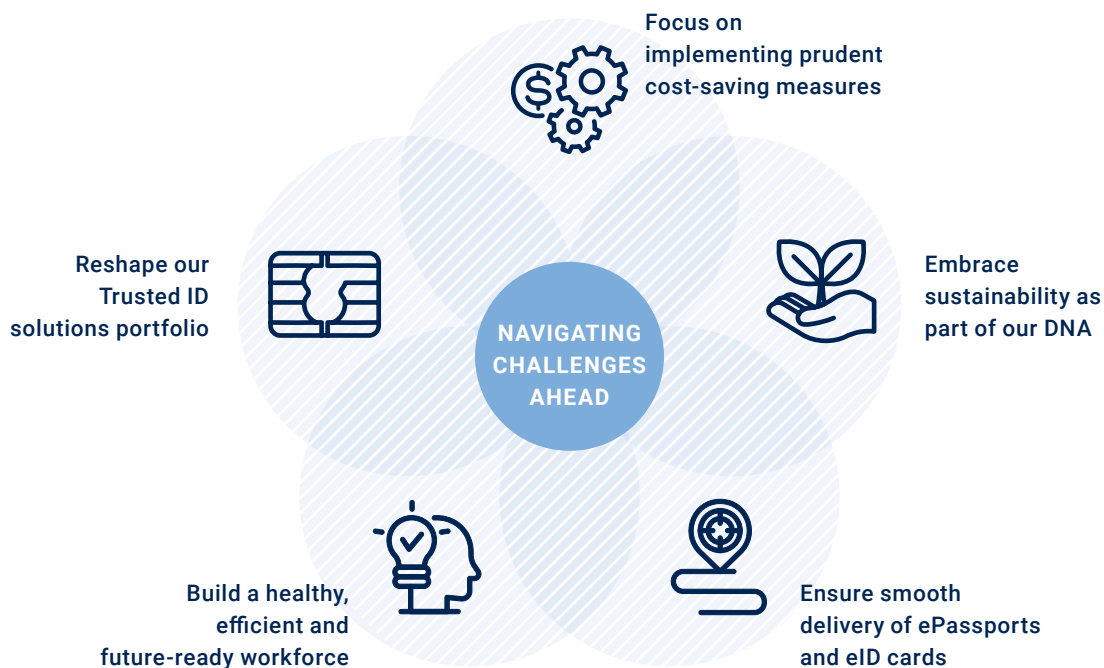 Focus on
implementing prudent
cost-saving measures
Reshape our
Trusted ID
solutions portfolio
Embrace
sustainability as
part of our DNA
NAVIGATING
CHALLENGES
AHEAD
Build a healthy,
efficient and
future-ready workforce
Ensure smooth
delivery of ePassports
and eID cards